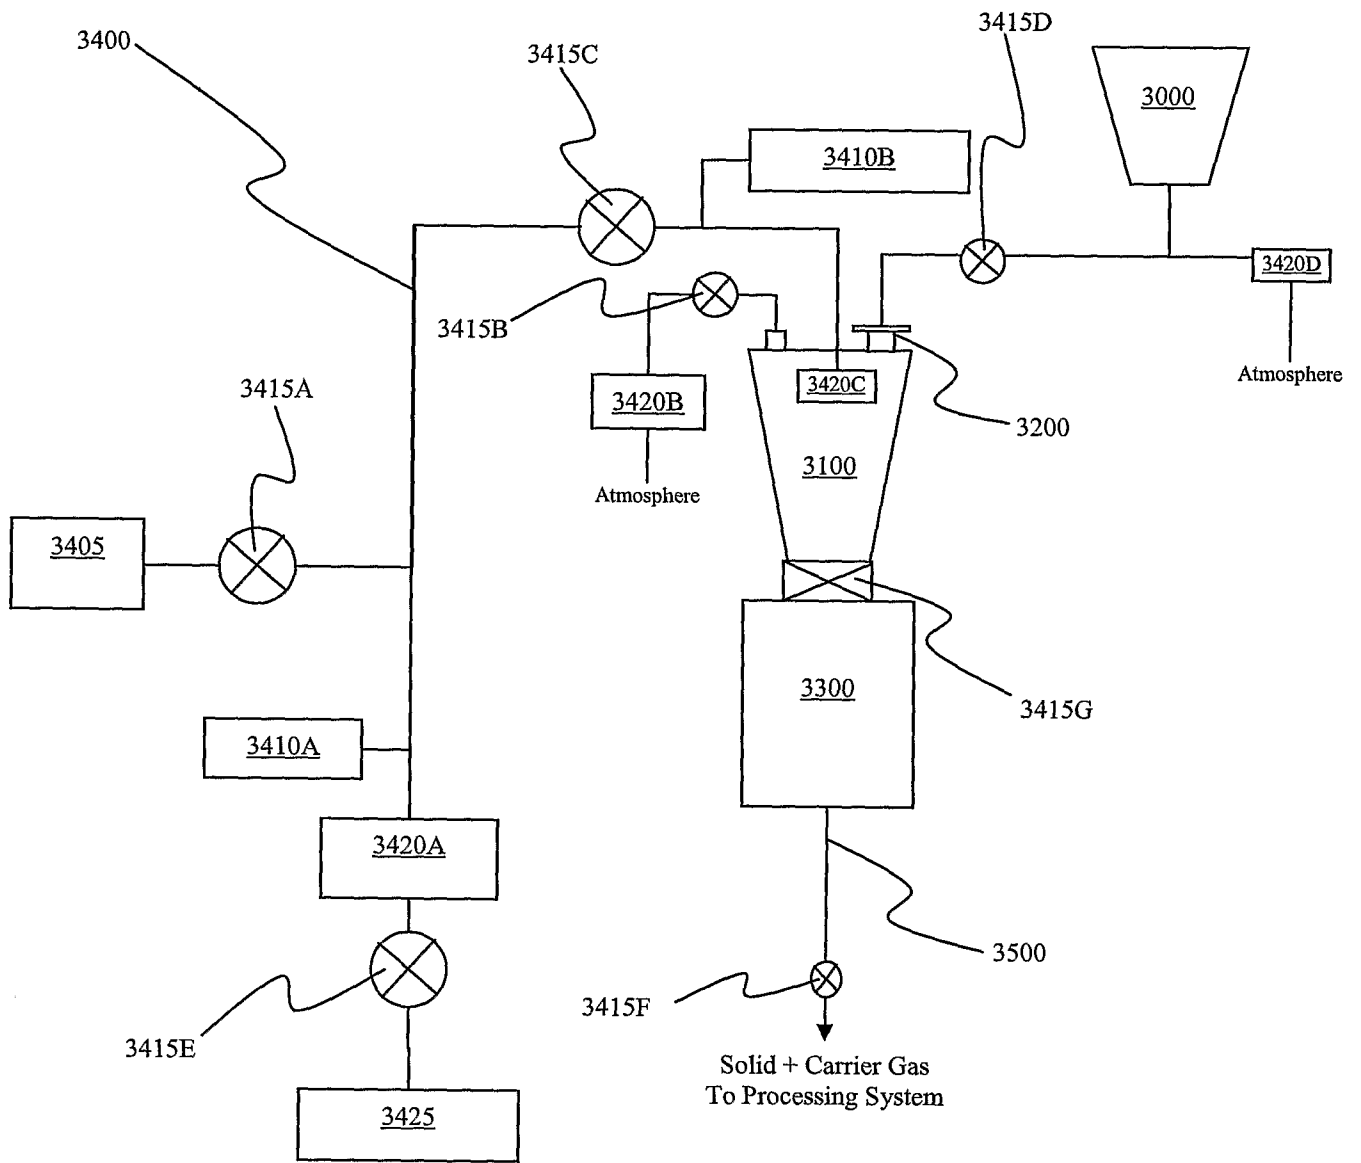 3415D
3400
3415C
3000
3410B
3420D
3415B
Atmosphere
3415A
3420C
3420B
3200
3100
Atmosphere
3405
3300
3415G
3410A
3420A
3500
3415F
3415E
Solid + Carrier Gas
To Processing System
3425